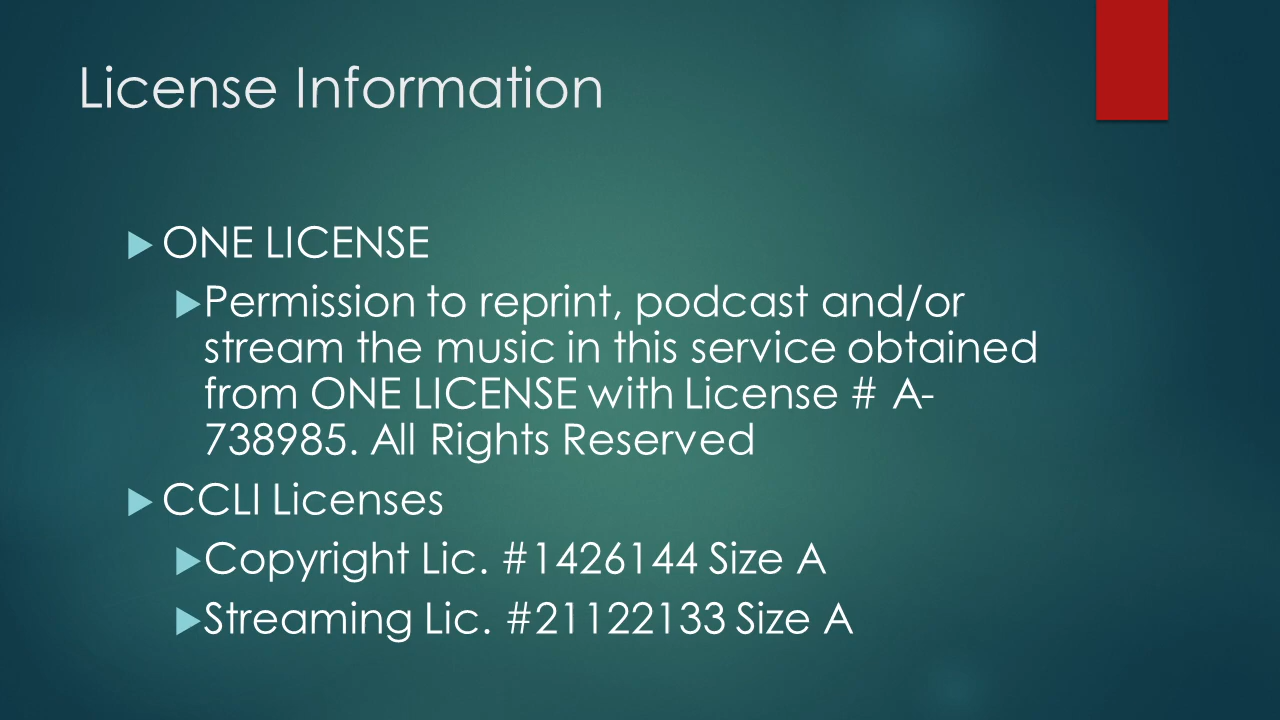 License Information
ONE LICENSE
Permission to reprint, podcast and/or
stream the music in this service obtained
from ONE LICENSE with License # A-
738985. All Rights Reserved
CCLI Licenses
Copyright Lic. #1426144 Size A
Streaming Lic. #21122133 Size A